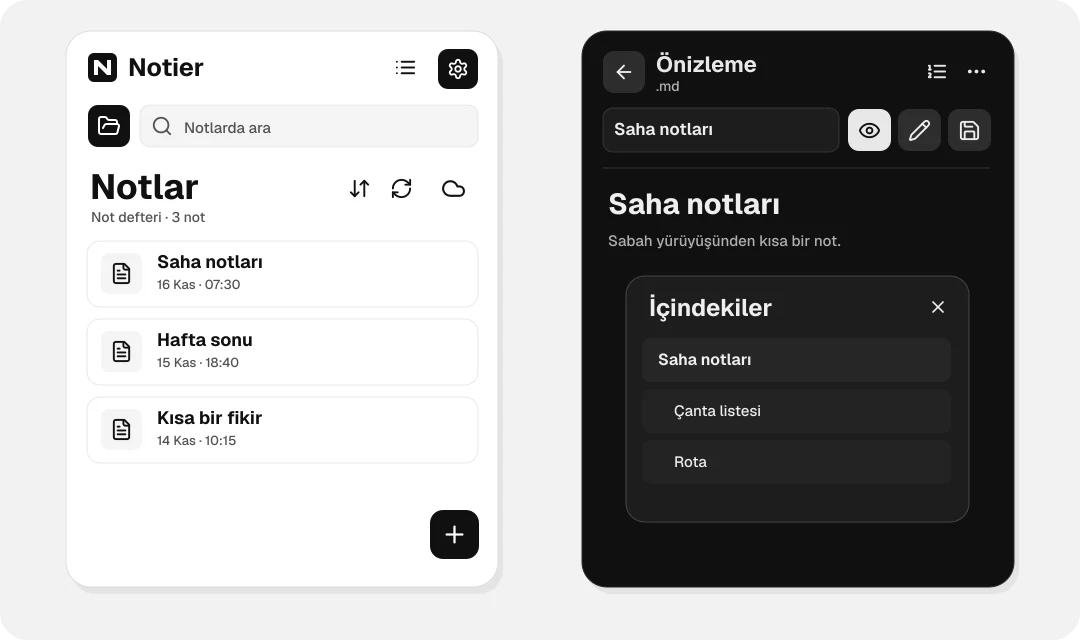 Notier
Notlarda ara
Notlar
Not defteri · 3 not
Saha notları
16 Kas · 07:30
Hafta sonu
15 Kas · 18:40
Kısa bir fikir
14 Kas · 10:15
Önizleme
.md
Saha notları
Saha notları
Sabah yürüyüşünden kısa bir not.
İçindekiler
Saha notları
Çanta listesi
Rota